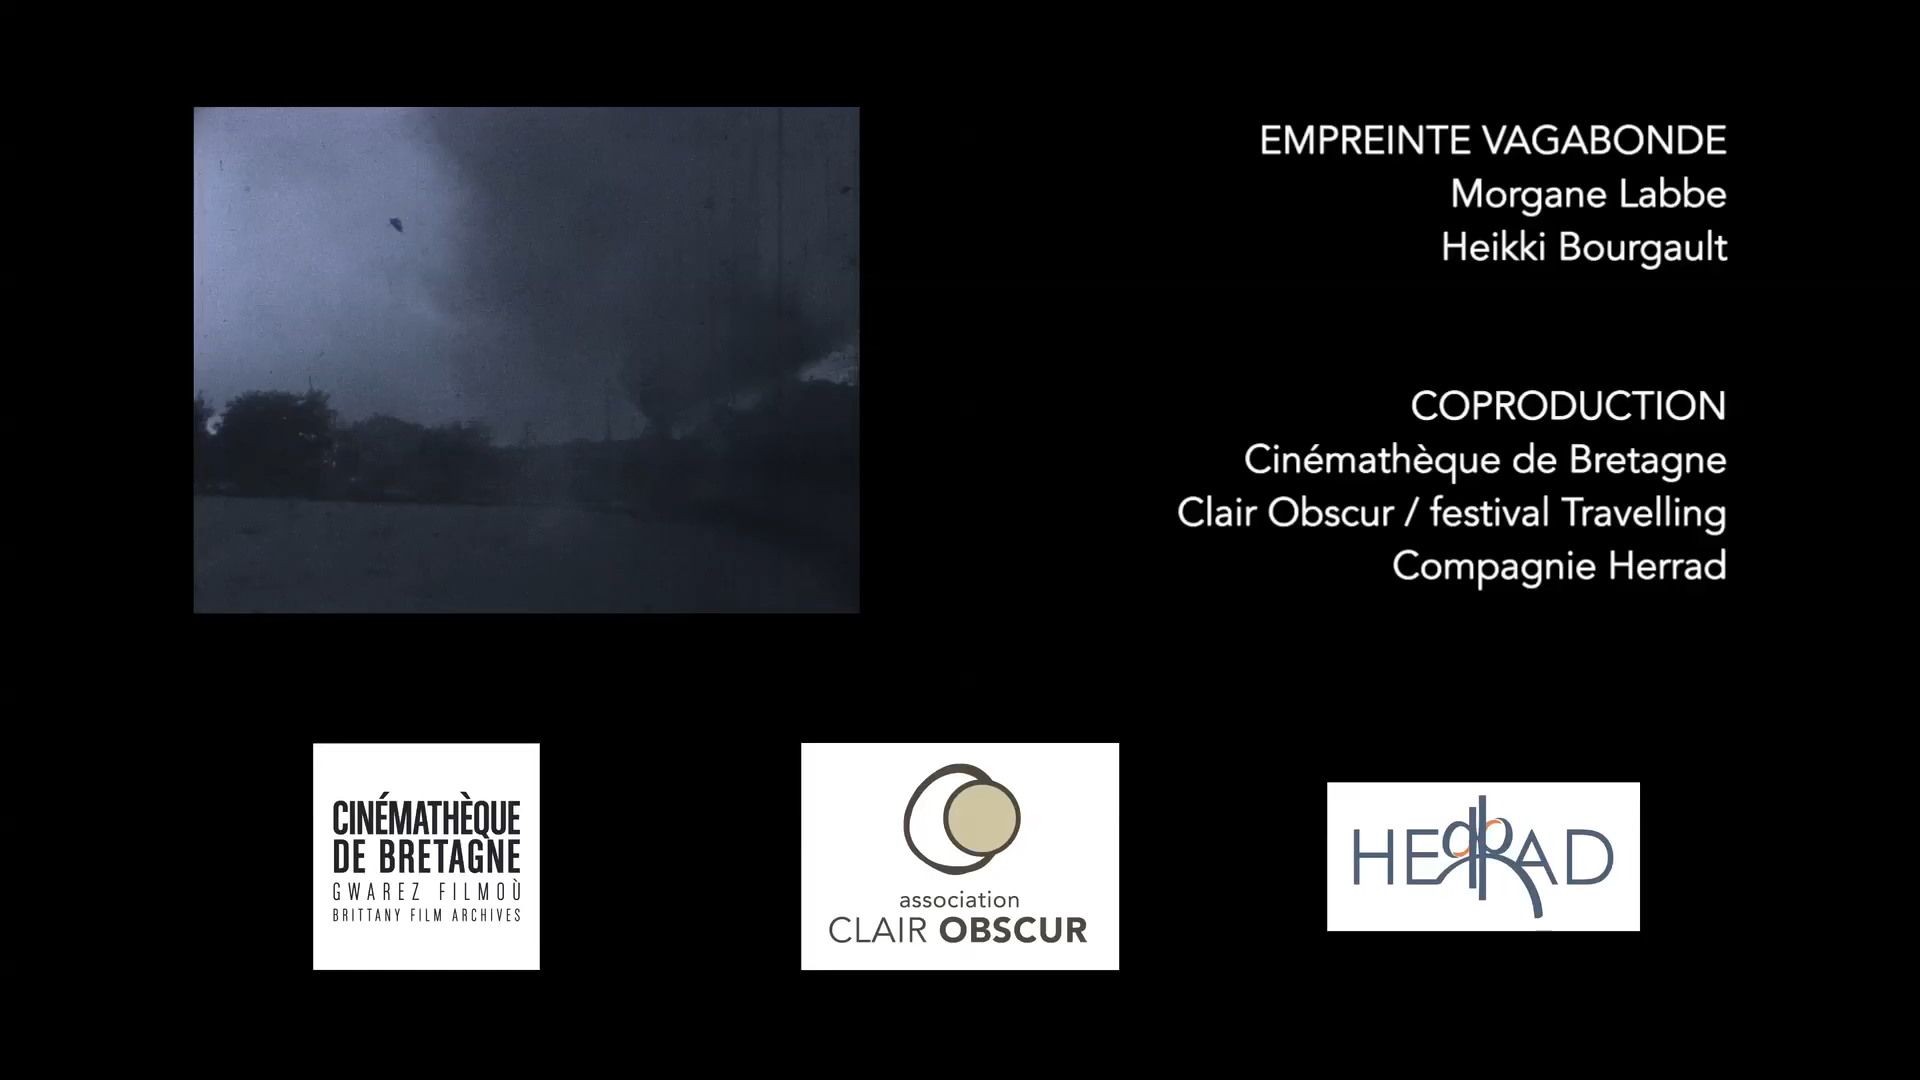 EMPREINTE VAGABONDE
Morgane Labbe
Heikki Bourgault
COPRODUCTION
Cinémathèque de Bretagne
Clair Obscur / festival Travelling
Compagnie Herrad
CINÉMATHÈQUE
DE BRETAGNE
GWAREZ FILMOÙ
BRITTANY FILM ARCHIVES
association
CLAIR OBSCUR
HERRAD